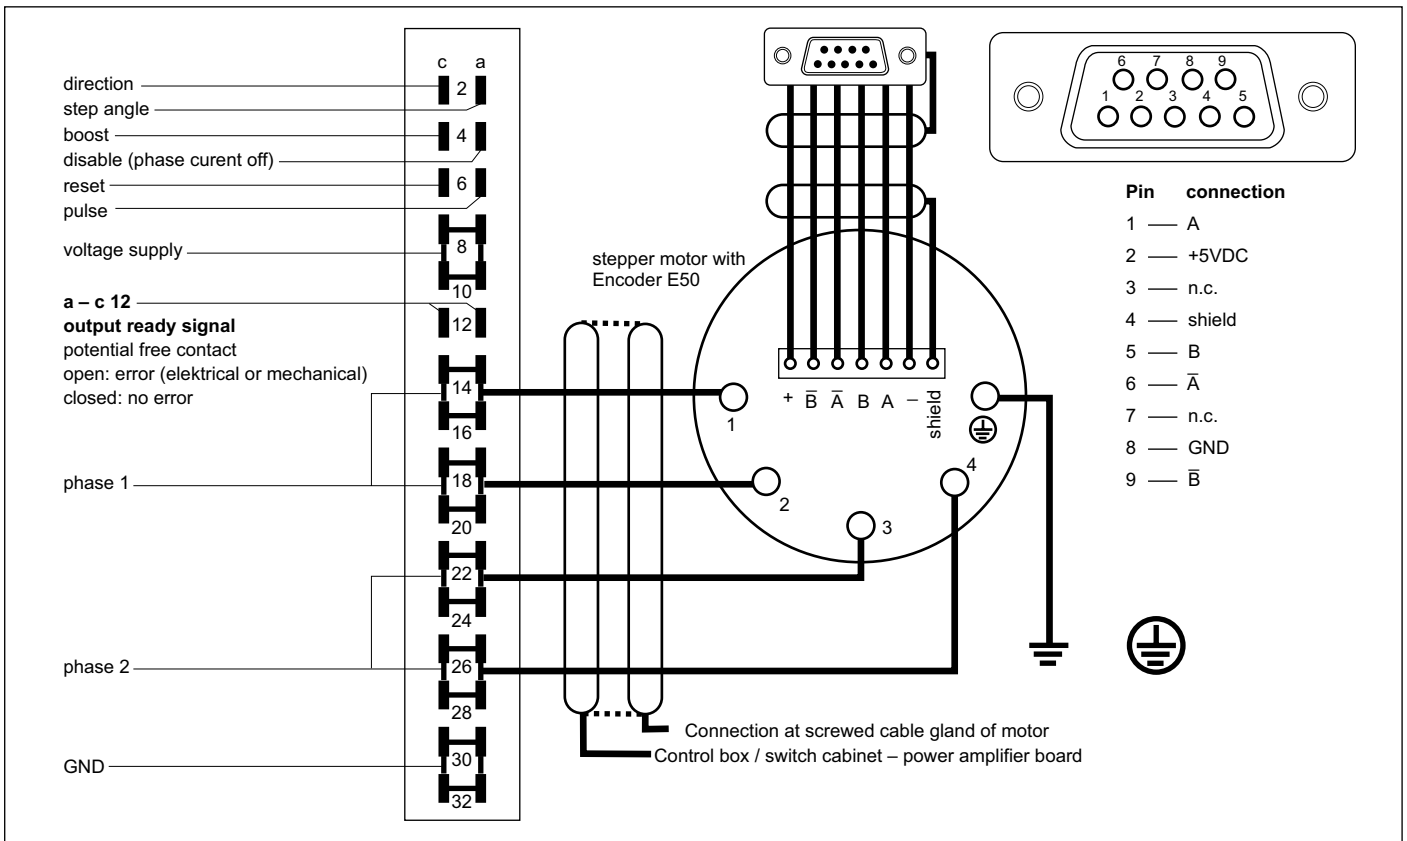 c a
direction
2
step angle
boost
4
disable (phase curent off)
reset
6
pulse
voltage supply
8
10
a – c 12
12
output ready signal
potential free contact
open: error (elektrical or mechanical)
closed: no error
14
16
phase 1
18
20
22
24
phase 2
26
28
GND
30
32
stepper motor with
Encoder E50
+ B̅ A̅ B A – shield
1
2
3
4
Connection at screwed cable gland of motor
Control box / switch cabinet – power amplifier board
6 7 8 9
1 2 3 4 5
Pin connection
1 — A
2 — +5VDC
3 — n.c.
4 — shield
5 — B
6 — A̅
7 — n.c.
8 — GND
9 — B̅